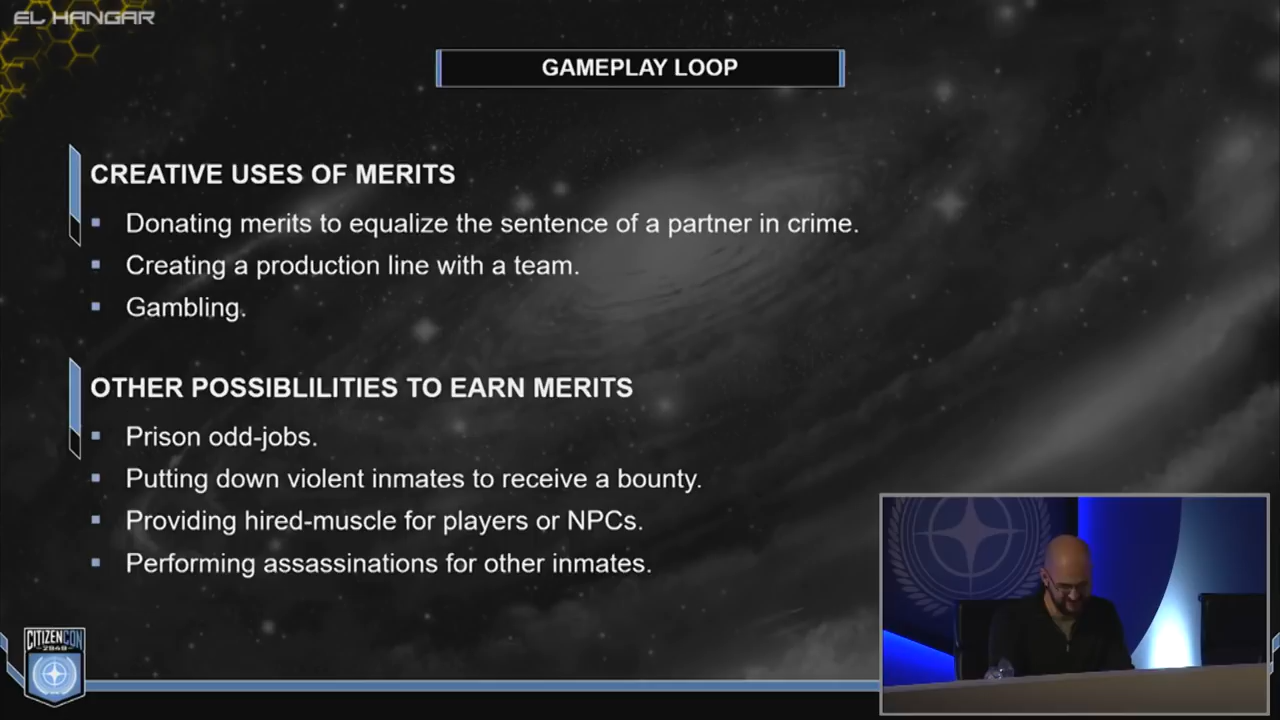 EL HANGAR
GAMEPLAY LOOP
CREATIVE USES OF MERITS
▪ Donating merits to equalize the sentence of a partner in crime.
▪ Creating a production line with a team.
▪ Gambling.
OTHER POSSIBLILITIES TO EARN MERITS
▪ Prison odd-jobs.
▪ Putting down violent inmates to receive a bounty.
▪ Providing hired-muscle for players or NPCs.
▪ Performing assassinations for other inmates.
CITIZENCON
2949